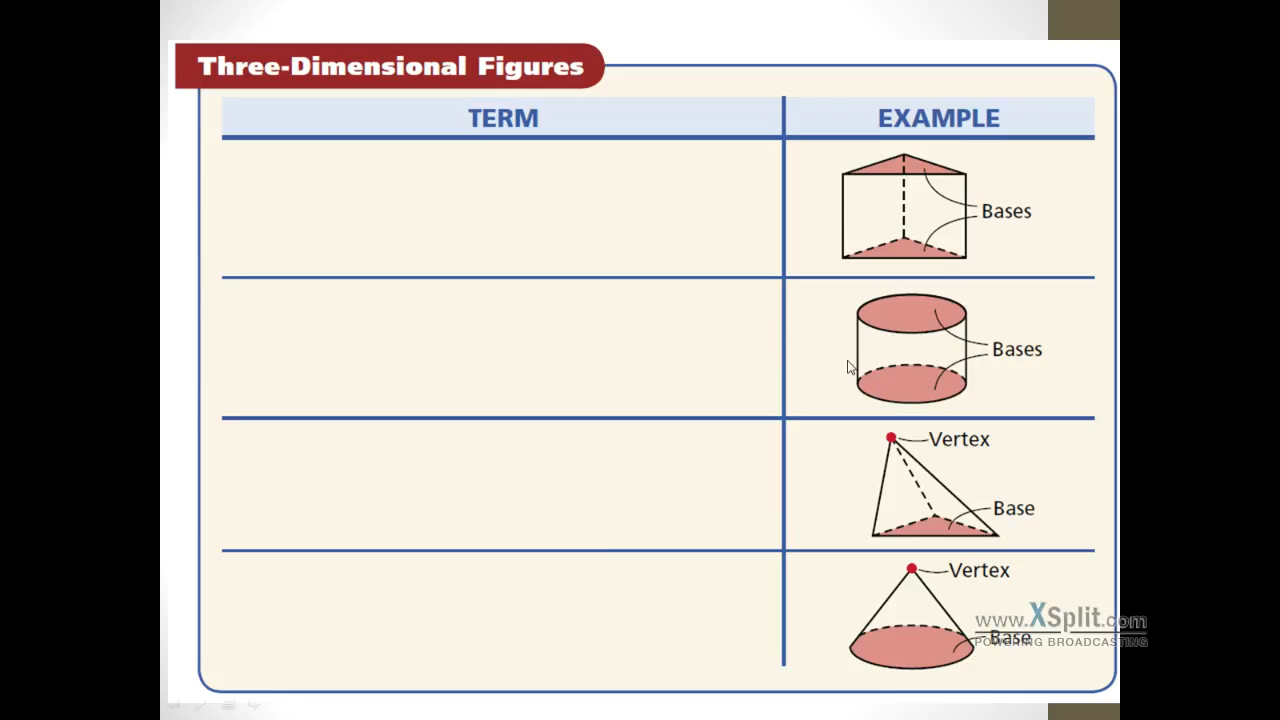 Three-Dimensional Figures
TERM
EXAMPLE
Bases
Bases
Vertex
Base
Vertex
Base
www.XSplit.com
POWERING BROADCASTING